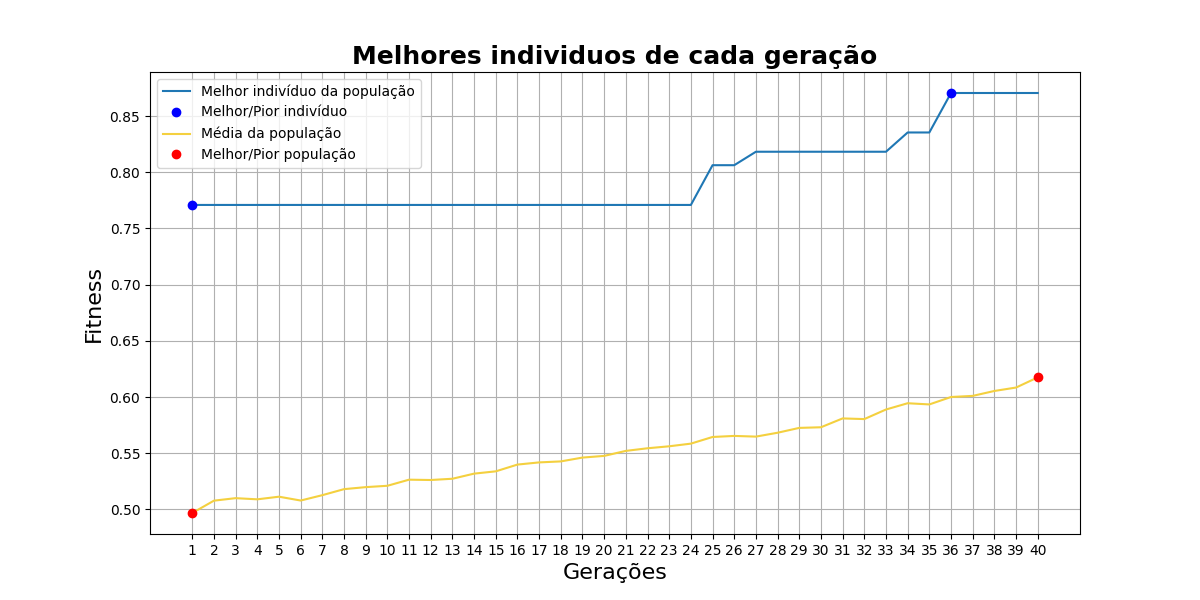 Melhores individuos de cada geração
Melhor indivíduo da população
Melhor/Pior indivíduo
Média da população
Melhor/Pior população
Fitness
0.85
0.80
0.75
0.70
0.65
0.60
0.55
0.50
1 2 3 4 5 6 7 8 9 10 11 12 13 14 15 16 17 18 19 20 21 22 23 24 25 26 27 28 29 30 31 32 33 34 35 36 37 38 39 40
Gerações